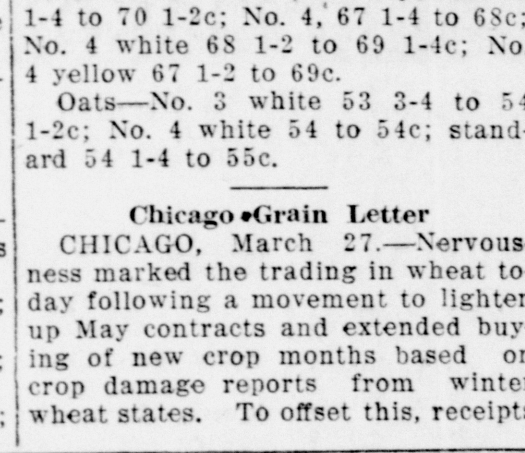 1-4 to 70 1-2c; No. 4, 67 1-4 to 68c;
No. 4 white 68 1-2 to 69 1-4c; No
4 yellow 67 1-2 to 69c.
Oats—No. 3 white 53 3-4 to 54
1-2c; No. 4 white 54 to 54c; stand-
ard 54 1-4 to 55c.
Chicago Grain Letter
CHICAGO, March 27.—Nervous-
ness marked the trading in wheat to-
day following a movement to lighten
up May contracts and extended buy-
ing of new crop months based on
crop damage reports from winter
wheat states. To offset this, receipts